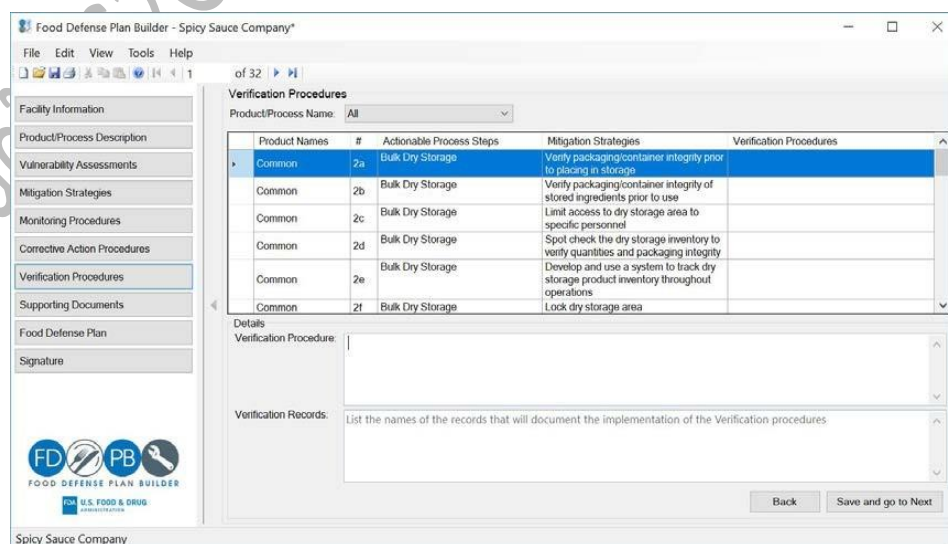 Food Defense Plan Builder - Spicy Sauce Company*
File Edit View Tools Help
1 of 32
Facility Information
Product/Process Description
Vulnerability Assessments
Mitigation Strategies
Monitoring Procedures
Corrective Action Procedures
Verification Procedures
Supporting Documents
Food Defense Plan
Signature
FD PB
FOOD DEFENSE PLAN BUILDER
FDA U.S. FOOD & DRUG
ADMINISTRATION
Verification Procedures
Product/Process Name: All
Product Names # Actionable Process Steps Mitigation Strategies Verification Procedures
Common 2a Bulk Dry Storage Verify packaging/container integrity prior
to placing in storage
Common 2b Bulk Dry Storage Verify packaging/container integrity of
stored ingredients prior to use
Common 2c Bulk Dry Storage Limit access to dry storage area to
specific personnel
Common 2d Bulk Dry Storage Spot check the dry storage inventory to
verify quantities and packaging integrity
Common 2e Bulk Dry Storage Develop and use a system to track dry
storage product inventory throughout
operations
Common 2f Bulk Dry Storage Lock dry storage area
Details
Verification Procedure:
Verification Records: List the names of the records that will document the implementation of the Verification procedures
Back Save and go to Next
Spicy Sauce Company